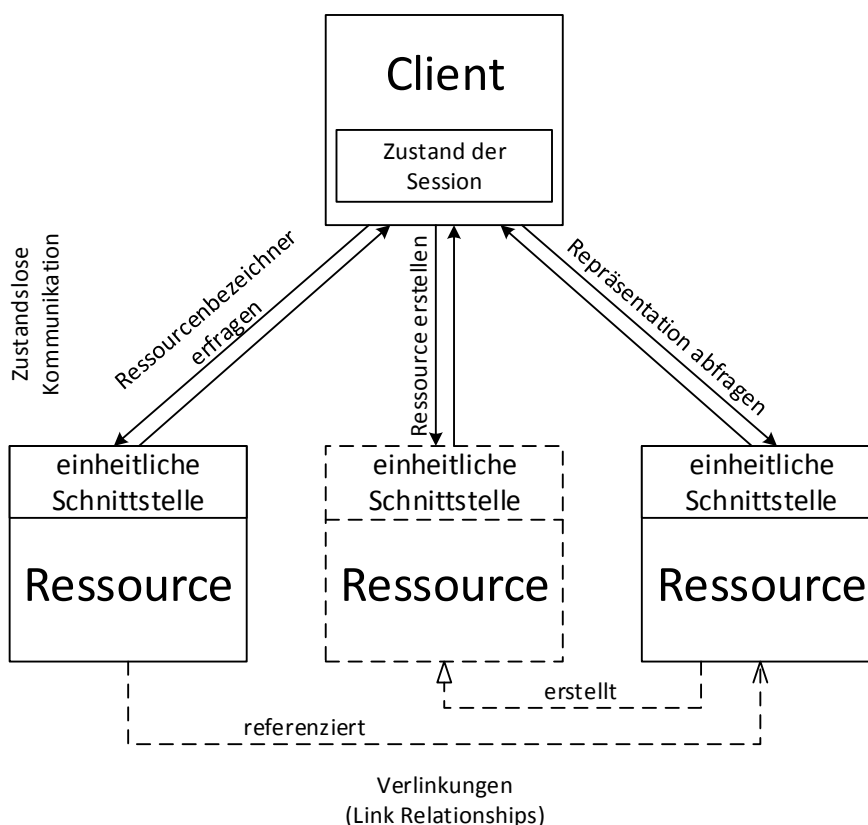 Client
Zustand der
Session
Zustandslose
Kommunikation
Ressourcenbezeichner
erfragen
Ressource erstellen
Repräsentation abfragen
einheitliche
Schnittstelle
Ressource
einheitliche
Schnittstelle
Ressource
einheitliche
Schnittstelle
Ressource
erstellt
referenziert
Verlinkungen
(Link Relationships)